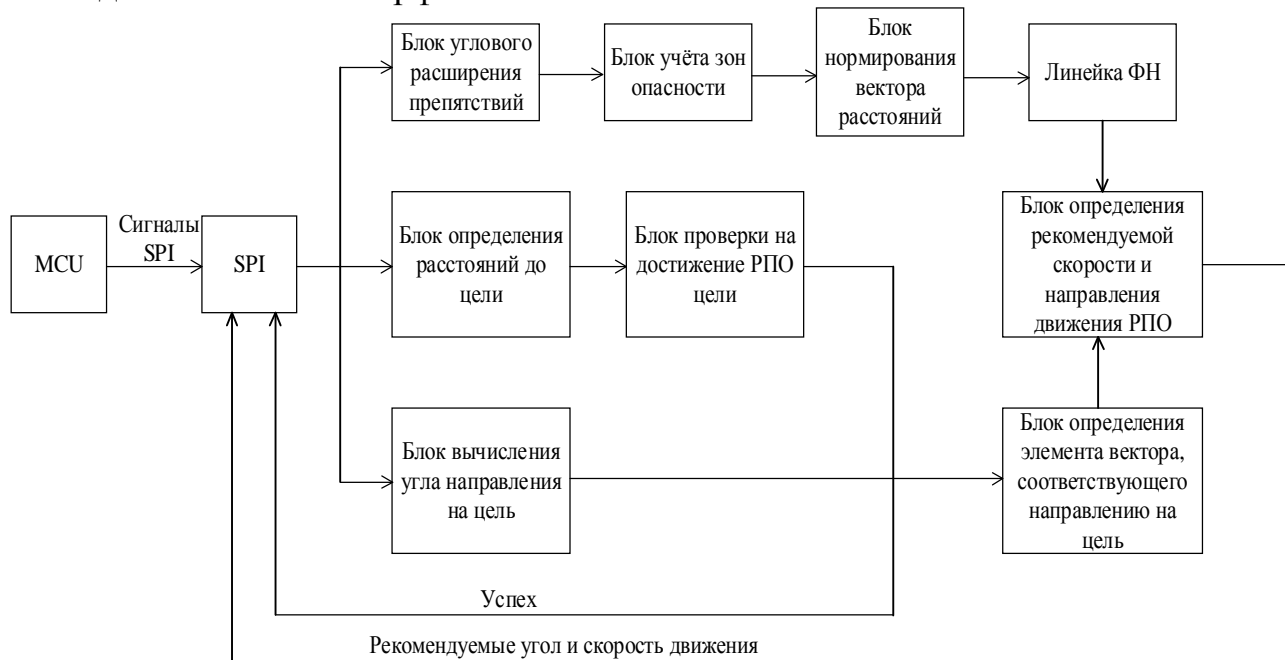 Блок углового
расширения
препятствий
Блок учёта зон
опасности
Блок
нормирования
вектора
расстояний
Линейка ФН
MCU
Сигналы
SPI
SPI
Блок определения
расстояний до
цели
Блок проверки на
достижение РПО
цели
Блок определения
рекомендуемой
скорости и
направления
движения РПО
Блок вычисления
угла направления
на цель
Блок определения
элемента вектора,
соответствующего
направлению на
цель
Успех
Рекомендуемые угол и скорость движения